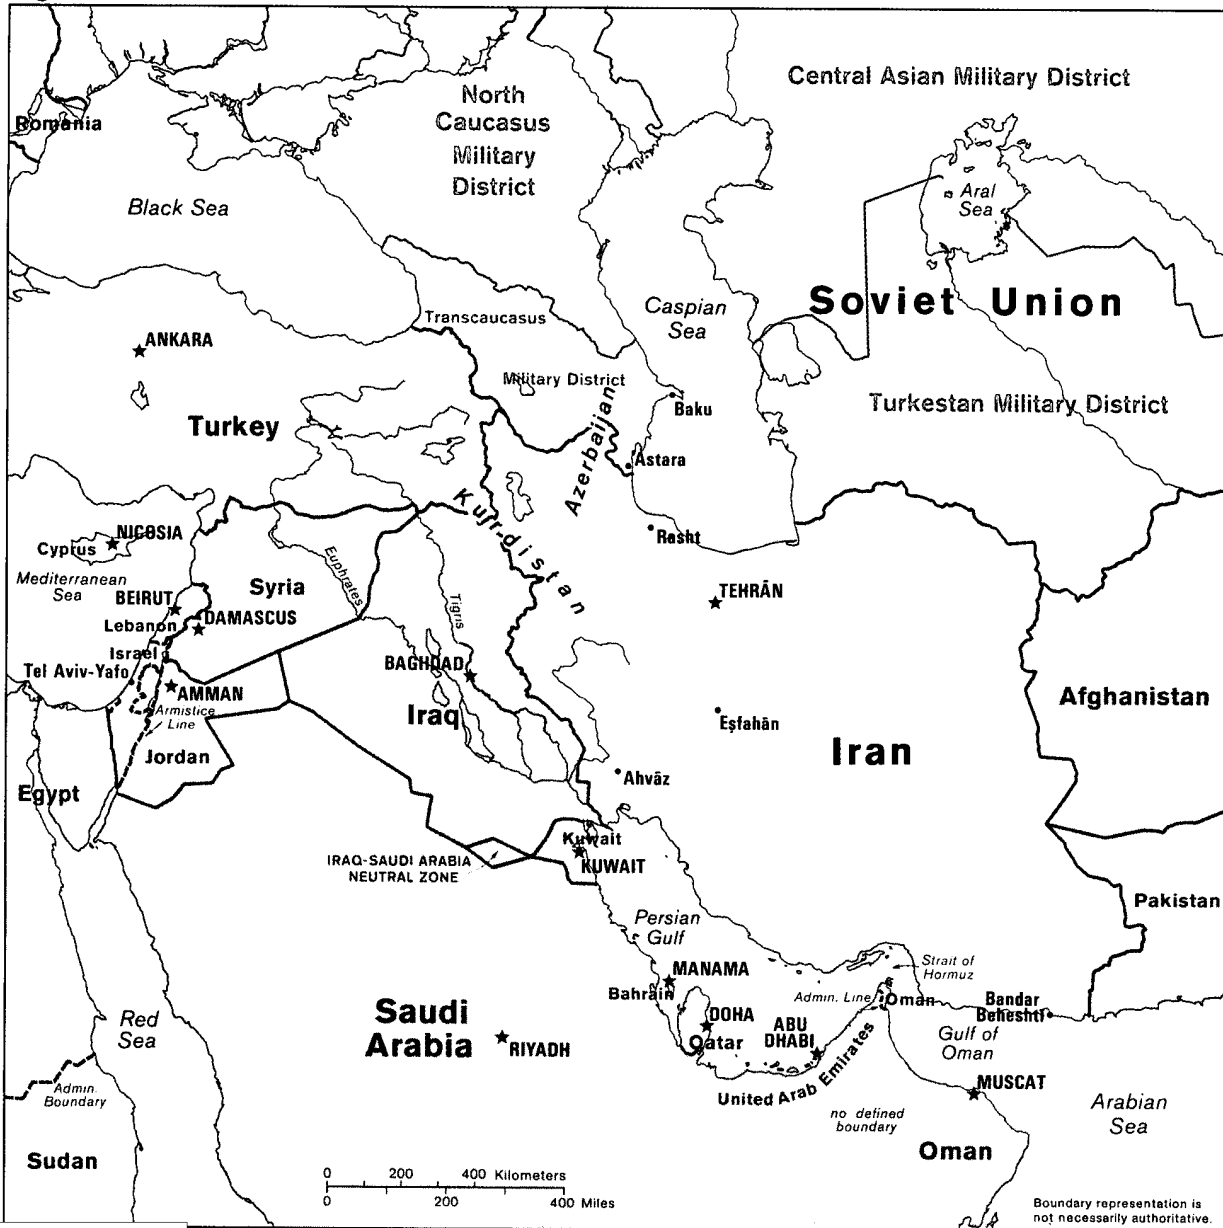 Central Asian Military District
North
Caucasus
Military
District
Romania
Aral
Sea
Black Sea
Caspian
Sea
Soviet Union
Transcaucasus
ANKARA
Military District
Baku
Turkestan Military District
Turkey
Azerbaijan
Astara
Kurdistan
NICOSIA
Rasht
Cyprus
Euphrates
Mediterranean
Sea
Syria
TEHRĀN
BEIRUT
Tigris
Lebanon
DAMASCUS
Israel
BAGHDAD
Tel Aviv-Yafo
AMMAN
Afghanistan
Armistice
Line
Iraq
Eşfahān
Iran
Jordan
Ahvāz
Egypt
Kuwait
KUWAIT
IRAQ-SAUDI ARABIA
NEUTRAL ZONE
Pakistan
Persian
Gulf
Strait of
Hormuz
MANAMA
Bahrain
Admin. Line
Oman
Bandar
Beheshti
Saudi
Arabia
DOHA
ABU
DHABI
Red
Sea
RIYADH
Qatar
Gulf of
Oman
United Arab Emirates
MUSCAT
Admin.
Boundary
no defined
boundary
Arabian
Sea
Sudan
Oman
0 200 400 Kilometers
0 200 400 Miles
Boundary representation is
not necessarily authoritative.